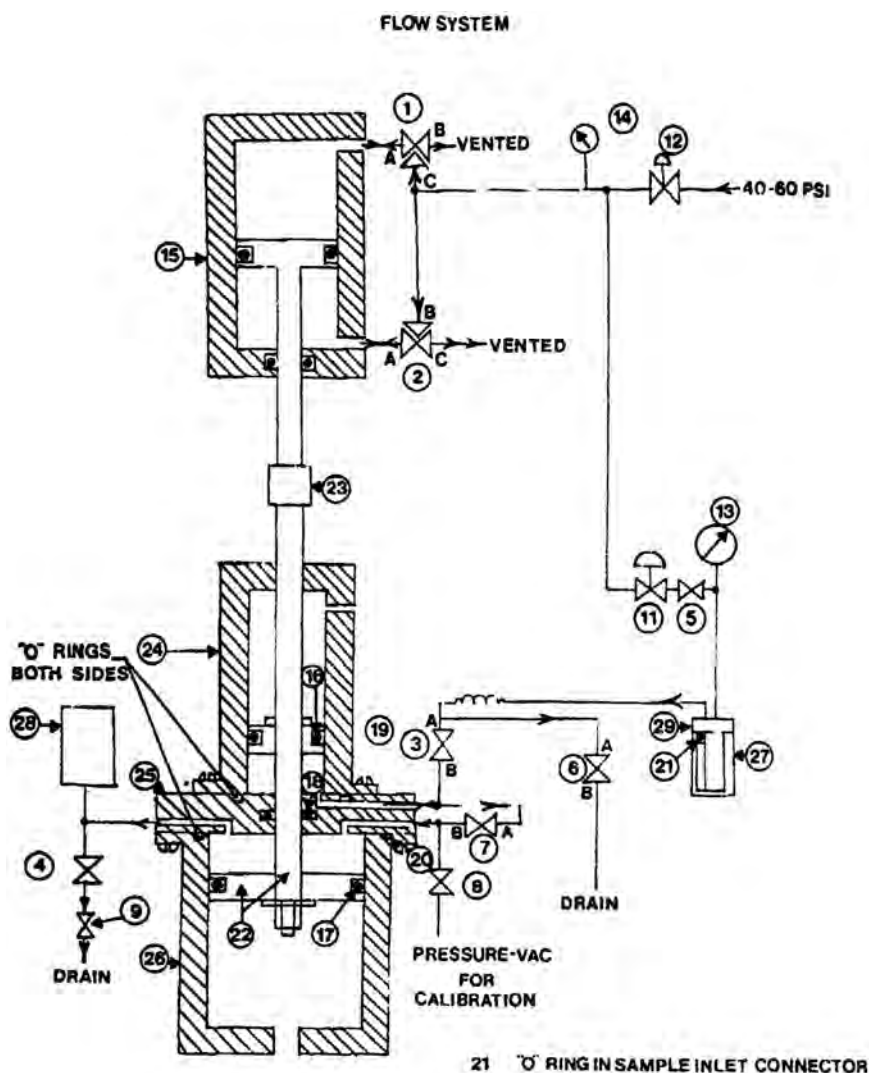 FLOW SYSTEM
1
B
VENTED
A
C
14
12
40-60 PSI
15
B
A
C
VENTED
2
23
13
11
5
24
"O" RINGS
BOTH SIDES
16
28
19
A
3
B
29
21
27
A
6
B
25
18
B
A
7
20
8
4
9
22
17
DRAIN
DRAIN
26
PRESSURE-VAC
FOR
CALIBRATION
21 "O" RING IN SAMPLE INLET CONNECTOR